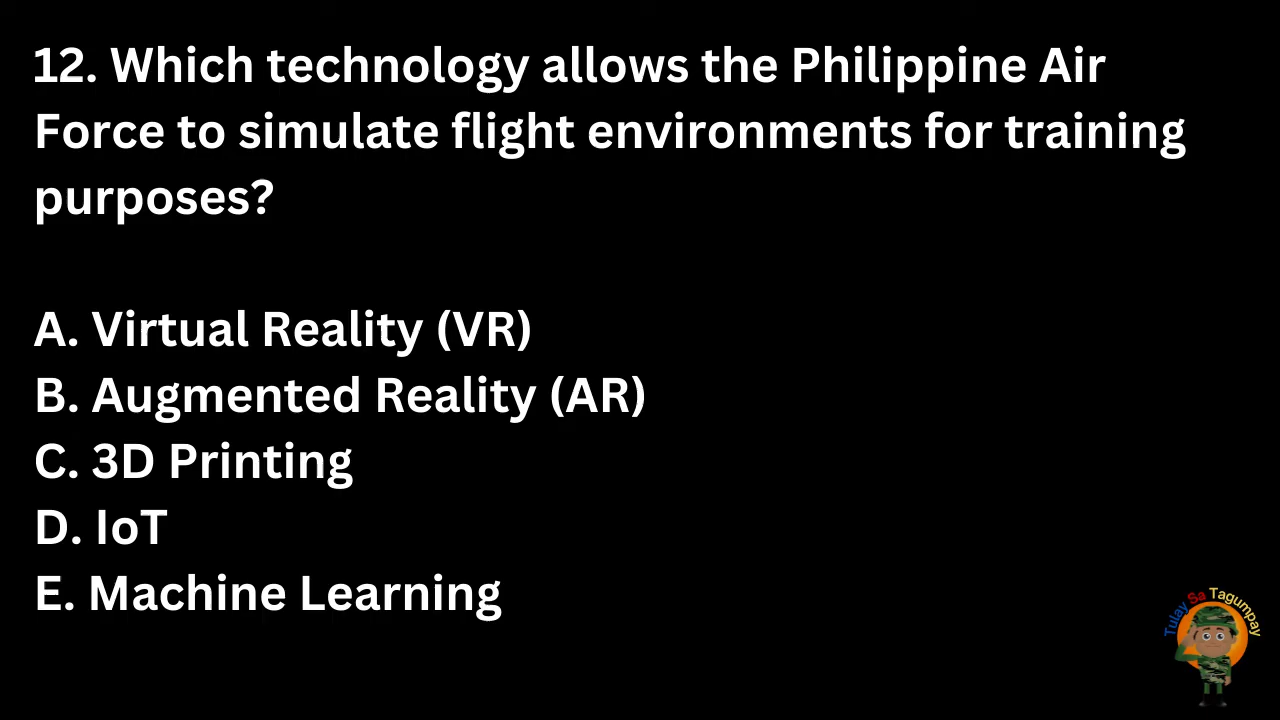 12. Which technology allows the Philippine Air
Force to simulate flight environments for training
purposes?
A. Virtual Reality (VR)
B. Augmented Reality (AR)
C. 3D Printing
D. IoT
E. Machine Learning
Tulay Sa Tagumpay